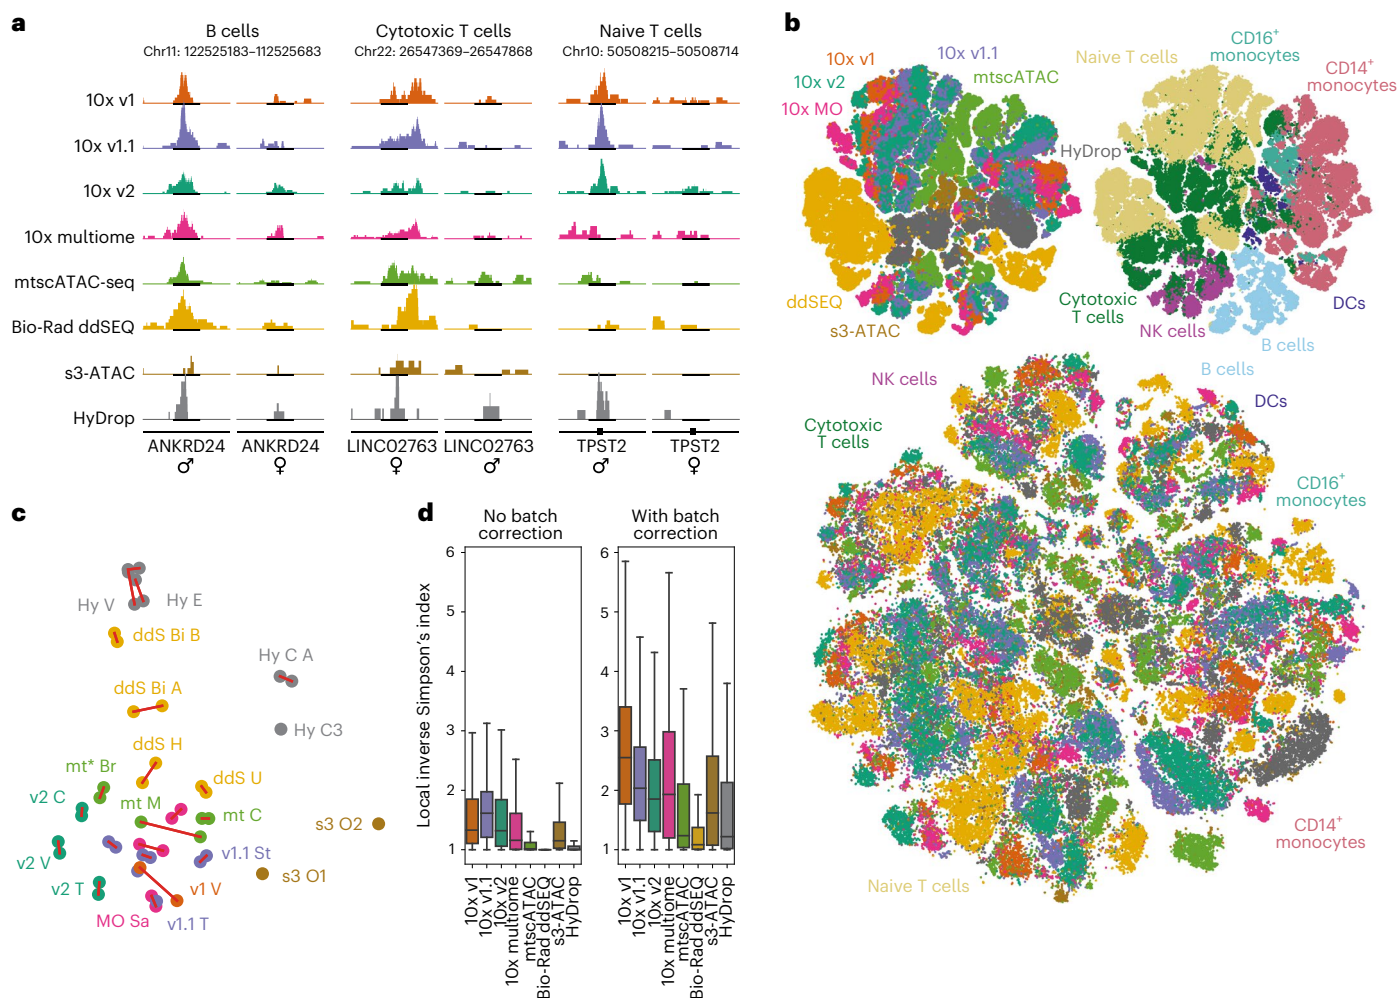 a
B cells
Chr11: 122525183–112525683
Cytotoxic T cells
Chr22: 26547369–26547868
Naive T cells
Chr10: 50508215–50508714
10x v1
10x v1.1
10x v2
10x multiome
mtscATAC-seq
Bio-Rad ddSEQ
s3-ATAC
HyDrop
ANKRD24 ANKRD24 LINC02763 LINC02763 TPST2 TPST2
♂ ♀ ♀ ♂ ♂ ♀
b
10x v1
10x v1.1
10x v2
mtscATAC
10x MO
HyDrop
ddSEQ
s3-ATAC
Naive T cells
CD16+
monocytes
CD14+
monocytes
Cytotoxic
T cells
NK cells
DCs
B cells
NK cells
B cells
DCs
Cytotoxic
T cells
CD16+
monocytes
CD14+
monocytes
Naive T cells
c
Hy V
Hy E
ddS Bi B
Hy C A
ddS Bi A
Hy C3
ddS H
mt* Br
ddS U
v2 C
mt M
mt C
s3 O2
v2 V
v1.1 St
v2 T
v1 V
s3 O1
MO Sa
v1.1 T
d
No batch
correction
With batch
correction
Local inverse Simpson’s index
6
5
4
3
2
1
6
5
4
3
2
1
10x v1
10x v1.1
10x v2
10x multiome
mtscATAC
Bio-Rad ddSEQ
s3-ATAC
HyDrop
10x v1
10x v1.1
10x v2
10x multiome
mtscATAC
Bio-Rad ddSEQ
s3-ATAC
HyDrop